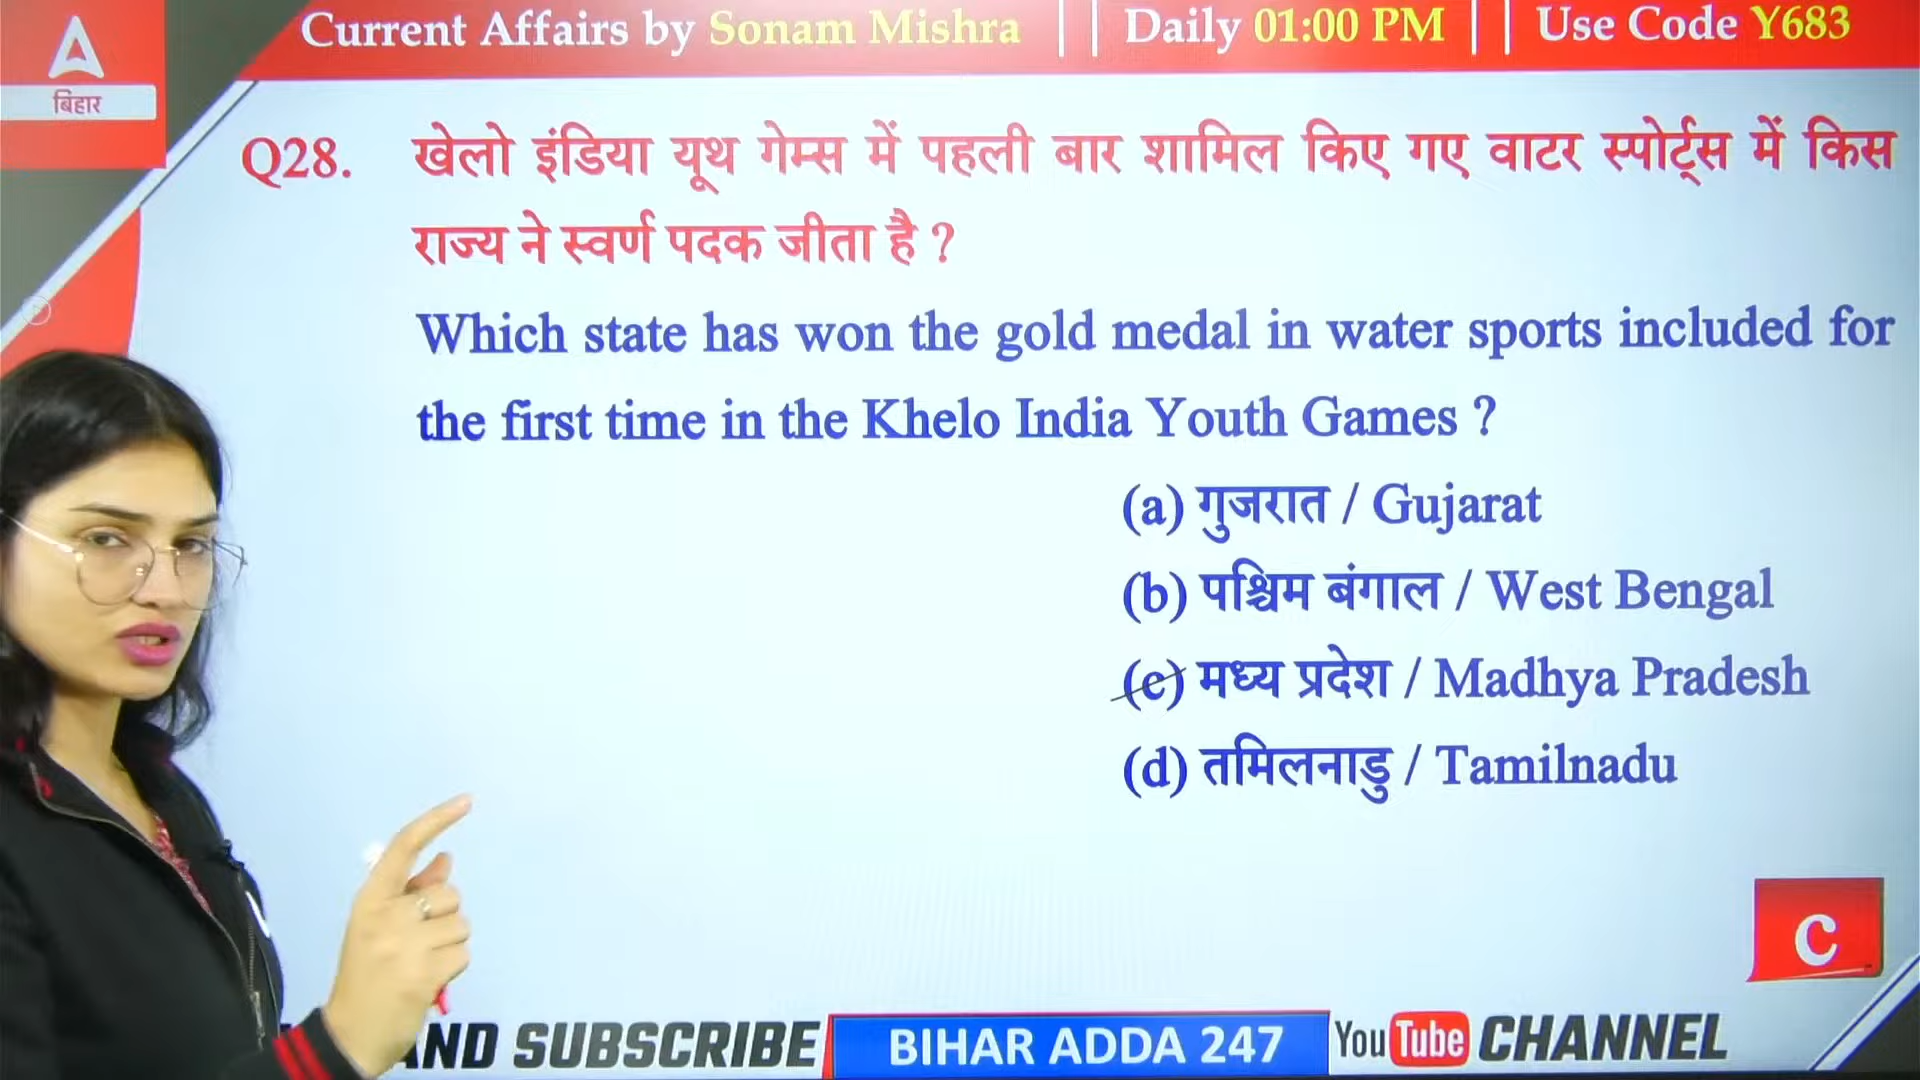 Current Affairs by Sonam Mishra || Daily 01:00 PM || Use Code Y683
बिहार
Q28. खेलो इंडिया यूथ गेम्स में पहली बार शामिल किए गए वाटर स्पोर्ट्स में किस
राज्य ने स्वर्ण पदक जीता है ?
Which state has won the gold medal in water sports included for
the first time in the Khelo India Youth Games ?
(a) गुजरात / Gujarat
(b) पश्चिम बंगाल / West Bengal
(c) मध्य प्रदेश / Madhya Pradesh
(d) तमिलनाडु / Tamilnadu
C
AND SUBSCRIBE BIHAR ADDA 247 YouTube CHANNEL